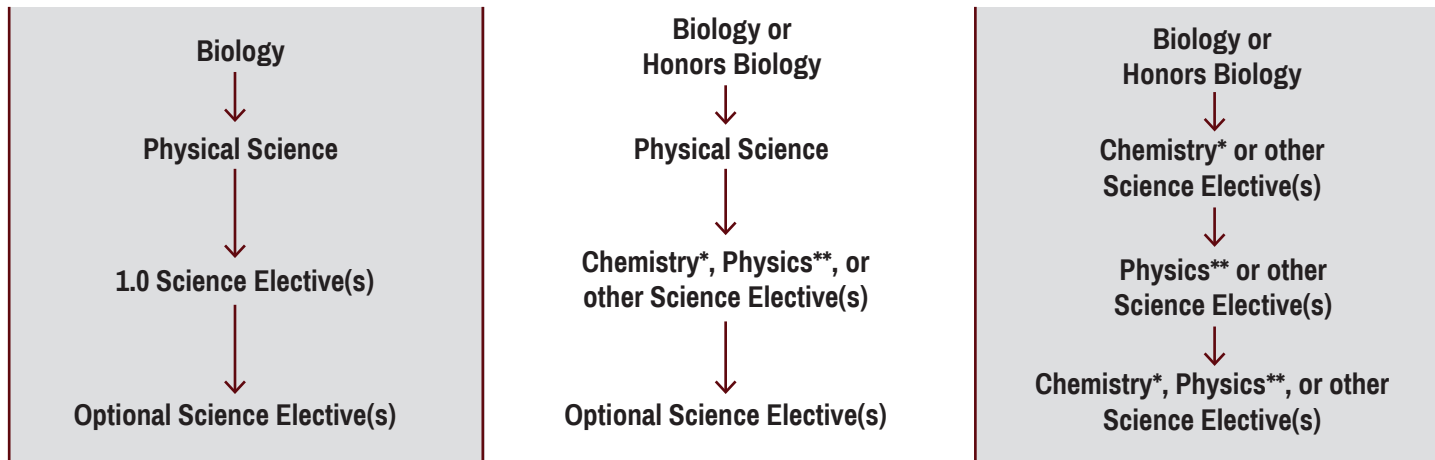 Biology
Physical Science
1.0 Science Elective(s)
Optional Science Elective(s)
Biology or
Honors Biology
Physical Science
Chemistry*, Physics**, or
other Science Elective(s)
Optional Science Elective(s)
Biology or
Honors Biology
Chemistry* or other
Science Elective(s)
Physics** or other
Science Elective(s)
Chemistry*, Physics**, or other
Science Elective(s)